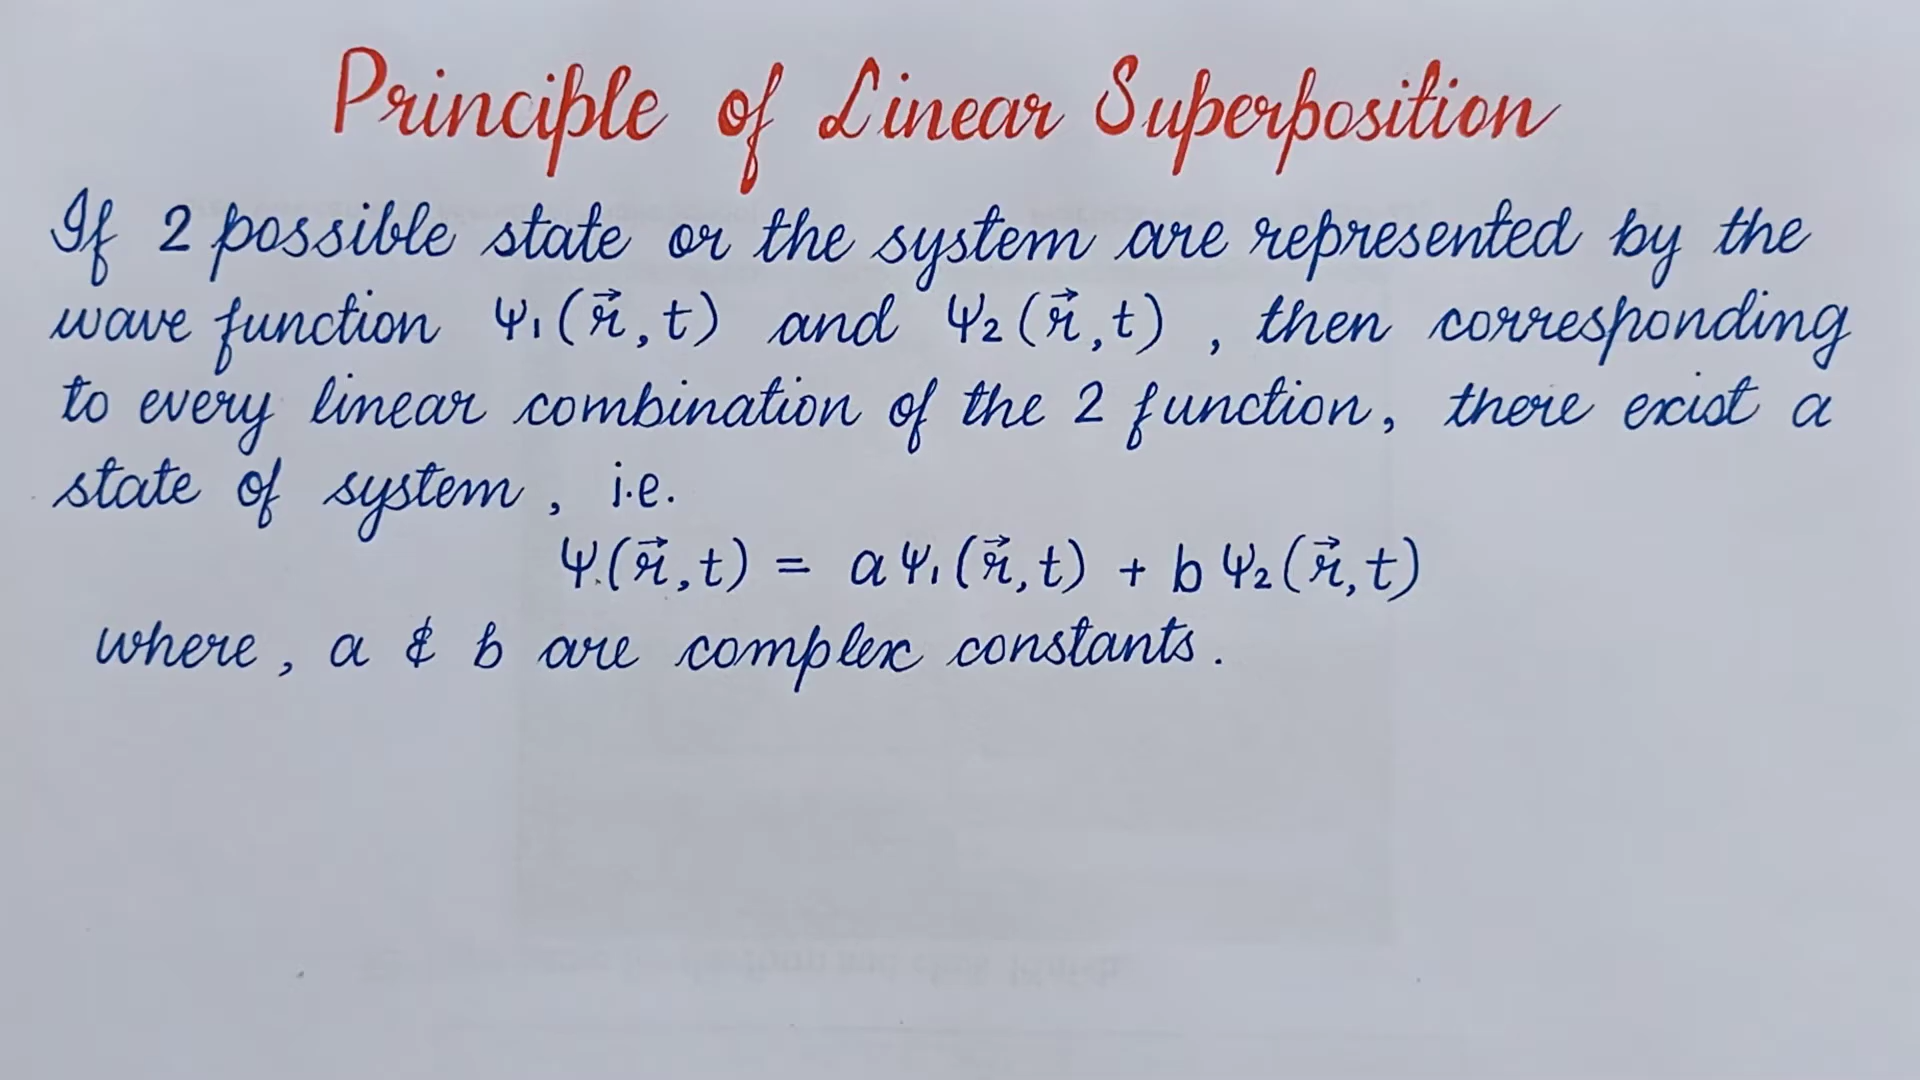 Principle of Linear Superposition
If 2 possible state or the system are represented by the
wave function Ψ₁(r⃗,t) and Ψ₂(r⃗,t) , then corresponding
to every linear combination of the 2 function, there exist a
state of system, i.e.
Ψ(r⃗,t) = aΨ₁(r⃗,t) + bΨ₂(r⃗,t)
where, a & b are complex constants.